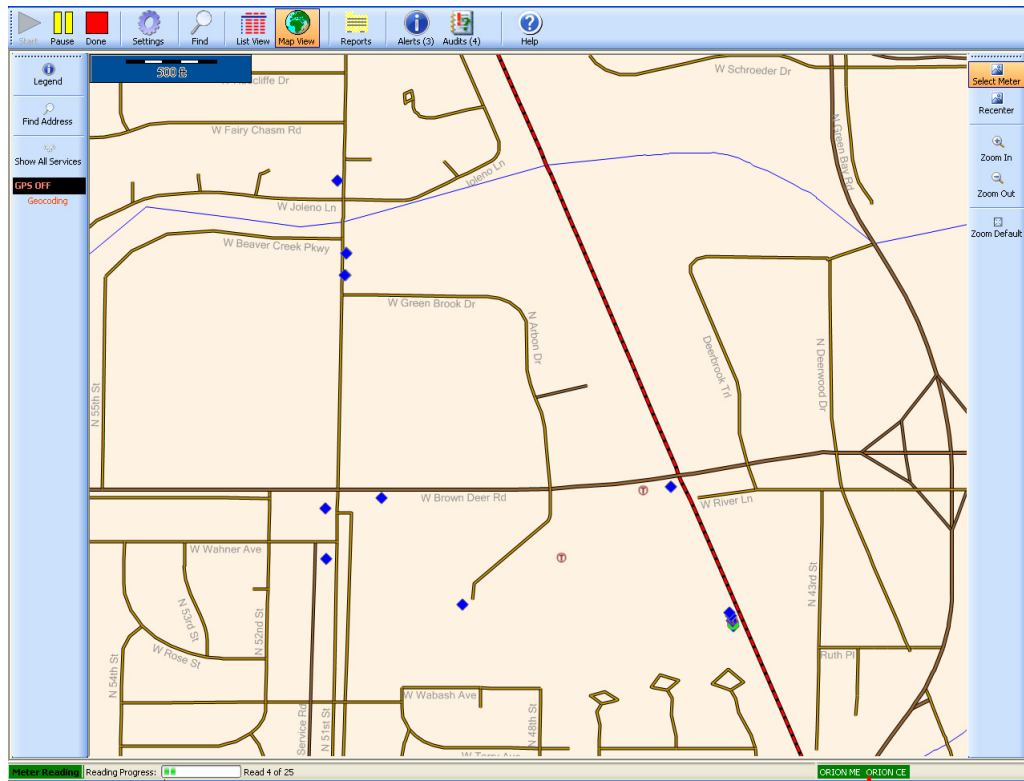 Start
Pause
Done
Settings
Find
List View
Map View
Reports
Alerts (3)
Audits (4)
Help
Legend
Find Address
Show All Services
GPS OFF
Geocoding
500 ft
cliffe Dr
W Schroeder Dr
W Fairy Chasm Rd
N Green Bay Rd
Joleno Ln
W Joleno Ln
W Beaver Creek Pkwy
W Green Brook Dr
N Arbon Dr
Deerbrook Trl
N Deerwood Dr
N 55th St
W Brown Deer Rd
W River Ln
T
T
W Wahner Ave
N 53rd St
N 52nd St
N 43rd St
W Rose St
N 54th St
Ruth Pl
W Wabash Ave
Service Rd
N 51st St
N 48th St
W Terry Ave
Select Meter
Recenter
Zoom In
Zoom Out
Zoom Default
Meter Reading
Reading Progress:
Read 4 of 25
ORION ME
ORION CE